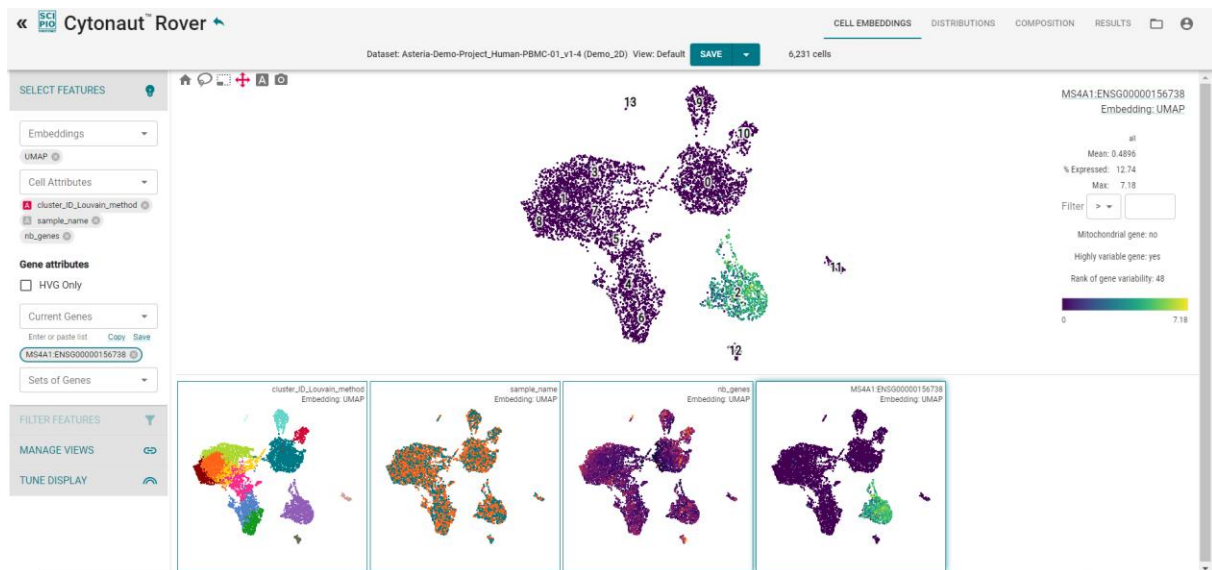 « SCI PIO Cytonaut™ Rover
CELL EMBEDDINGS DISTRIBUTIONS COMPOSITION RESULTS
Dataset: Asteria-Demo-Project_Human-PBMC-01_v1-4 (Demo_2D) View: Default SAVE 6,231 cells
SELECT FEATURES
Embeddings
UMAP
Cell Attributes
A cluster_ID_Louvain_method
A sample_name
nb_genes
Gene attributes
HVG Only
Current Genes
Enter or paste list Copy Save
MS4A1:ENSG00000156738
Sets of Genes
FILTER FEATURES
MANAGE VIEWS
TUNE DISPLAY
A
13
9
10
3
0
1
7
8
5
11
4
2
6
12
MS4A1:ENSG00000156738
Embedding: UMAP
all
Mean: 0.4896
% Expressed: 12.74
Max: 7.18
Filter >
Mitochondrial gene: no
Highly variable gene: yes
Rank of gene variability: 48
0 7.18
cluster_ID_Louvain_method
Embedding: UMAP
sample_name
Embedding: UMAP
nb_genes
Embedding: UMAP
MS4A1:ENSG00000156738
Embedding: UMAP